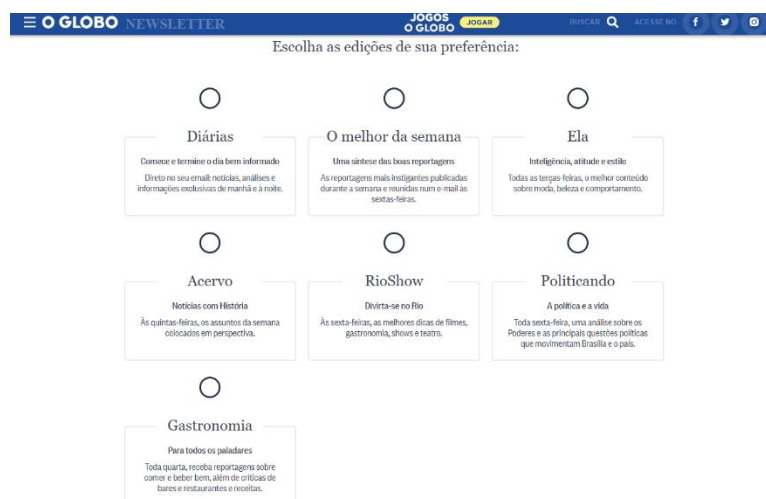 O GLOBO NEWSLETTER
JOGOS
O GLOBO
JOGAR
BUSCAR
ACESSE NO
Escolha as edições de sua preferência:
Diárias
Comece e termine o dia bem informado
Direto no seu email: notícias, análises e
informações exclusivas de manhã e à noite.
O melhor da semana
Uma síntese das boas reportagens
As reportagens mais instigantes publicadas
durante a semana e reunidas num e-mail às
sextas-feiras.
Ela
Inteligência, atitude e estilo
Todas as terças-feiras, o melhor conteúdo
sobre moda, beleza e comportamento.
Acervo
Notícias com História
Às quintas-feiras, os assuntos da semana
colocados em perspectiva.
RioShow
Divirta-se no Rio
Às sexta-feiras, as melhores dicas de filmes,
gastronomia, shows e teatro.
Politicando
A política e a vida
Toda sexta-feira, uma análise sobre os
Poderes e as principais questões políticas
que movimentam Brasília e o país.
Gastronomia
Para todos os paladares
Toda quarta, receba reportagens sobre
comer e beber bem, além de críticas de
bares e restaurantes e receitas.